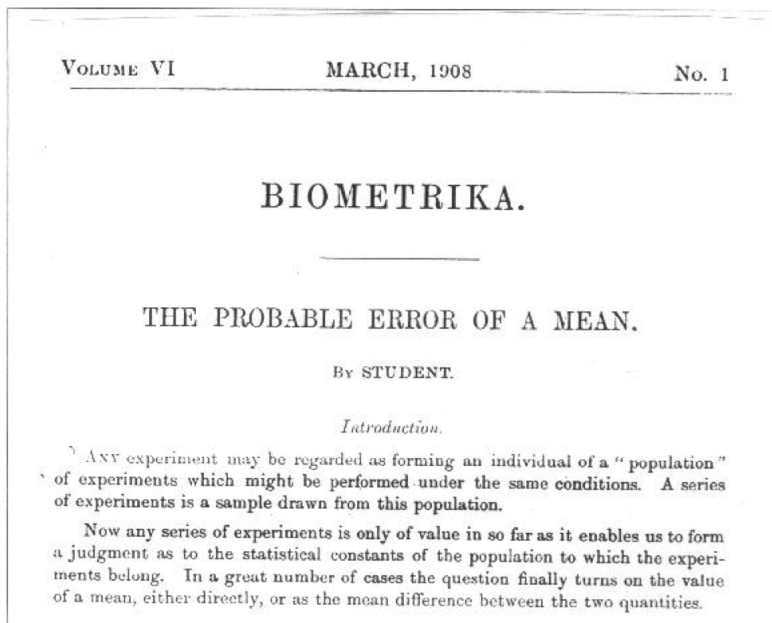 VOLUME VI MARCH, 1908 No. 1
BIOMETRIKA.
THE PROBABLE ERROR OF A MEAN.
BY STUDENT.
Introduction.
ANY experiment may be regarded as forming an individual of a “population”
of experiments which might be performed under the same conditions. A series
of experiments is a sample drawn from this population.
Now any series of experiments is only of value in so far as it enables us to form
a judgment as to the statistical constants of the population to which the experi-
ments belong. In a great number of cases the question finally turns on the value
of a mean, either directly, or as the mean difference between the two quantities.